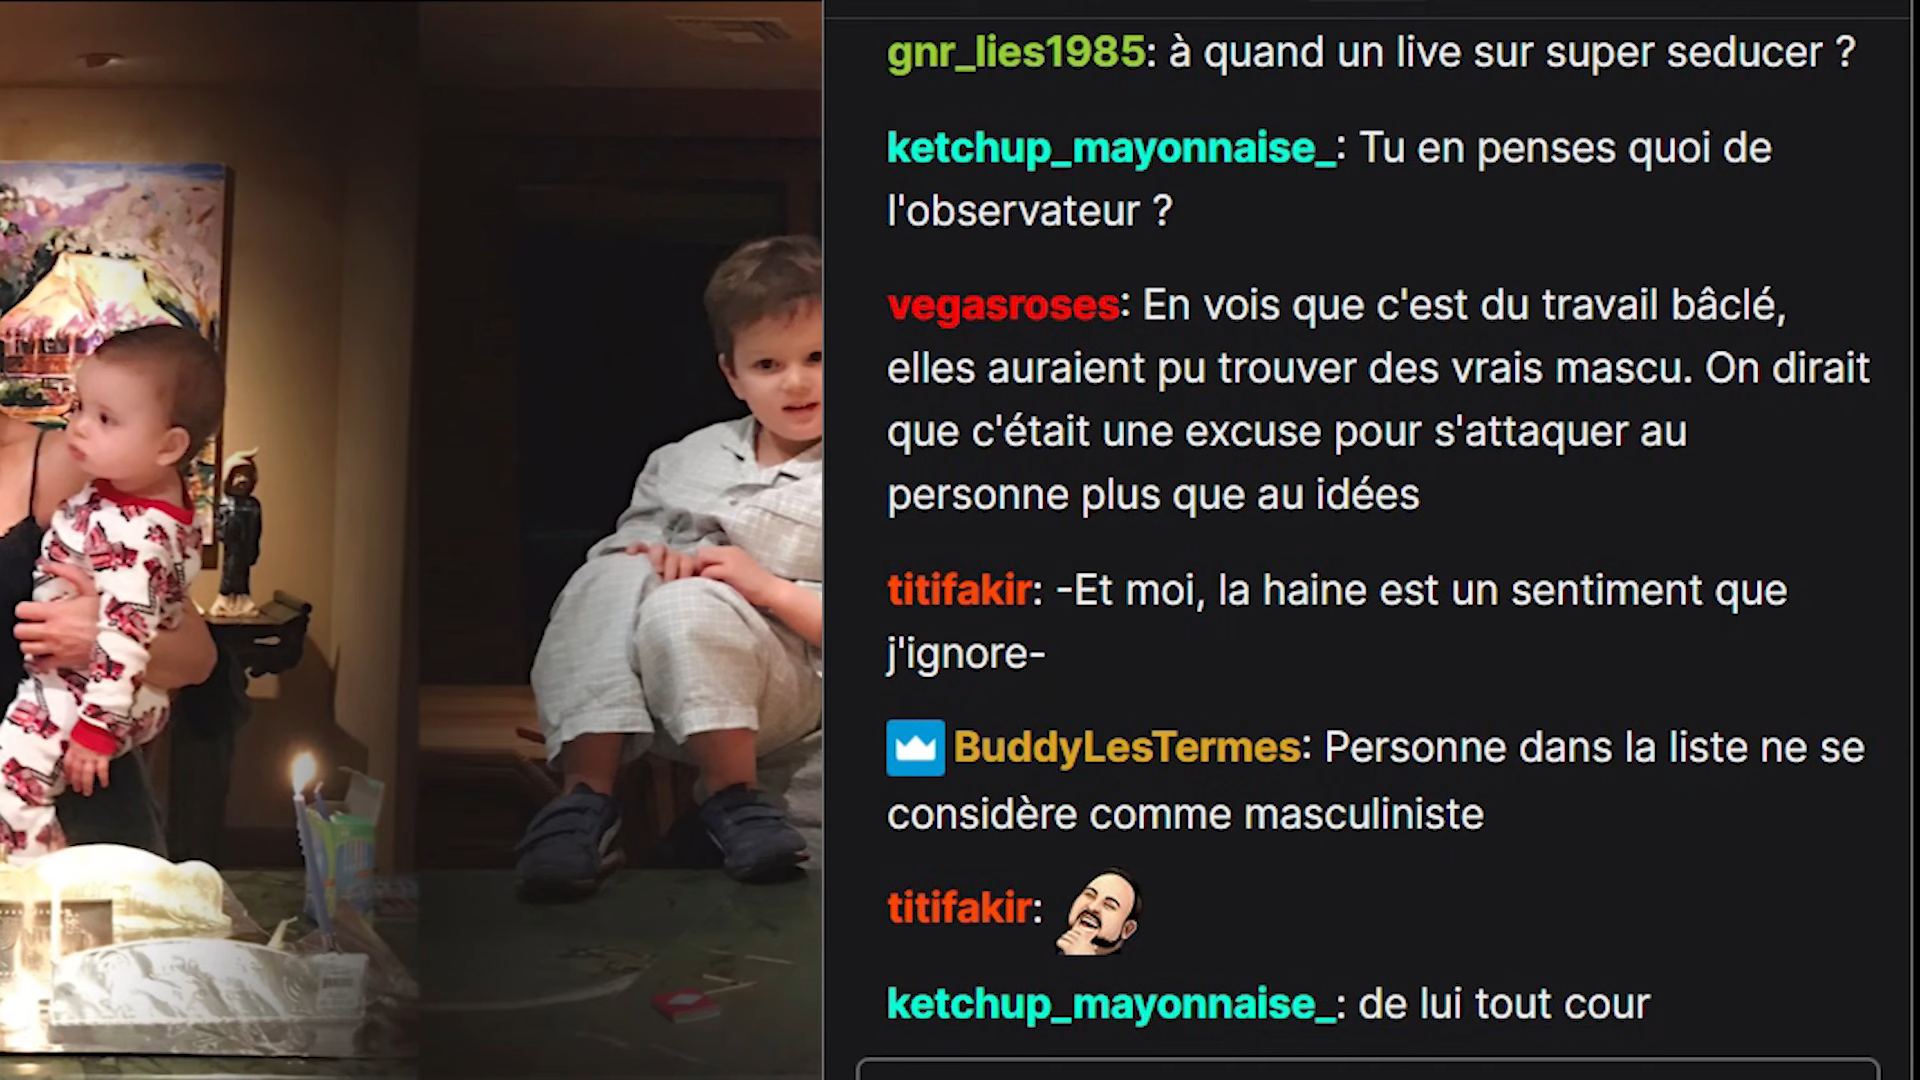 gnr_lies1985: à quand un live sur super seducer ?
ketchup_mayonnaise_: Tu en penses quoi de
l'observateur ?
vegasroses: En vois que c'est du travail bâclé,
elles auraient pu trouver des vrais mascu. On dirait
que c'était une excuse pour s'attaquer au
personne plus que au idées
titifakir: -Et moi, la haine est un sentiment que
j'ignore-
BuddyLesTermes: Personne dans la liste ne se
considère comme masculiniste
titifakir:
ketchup_mayonnaise_: de lui tout cour